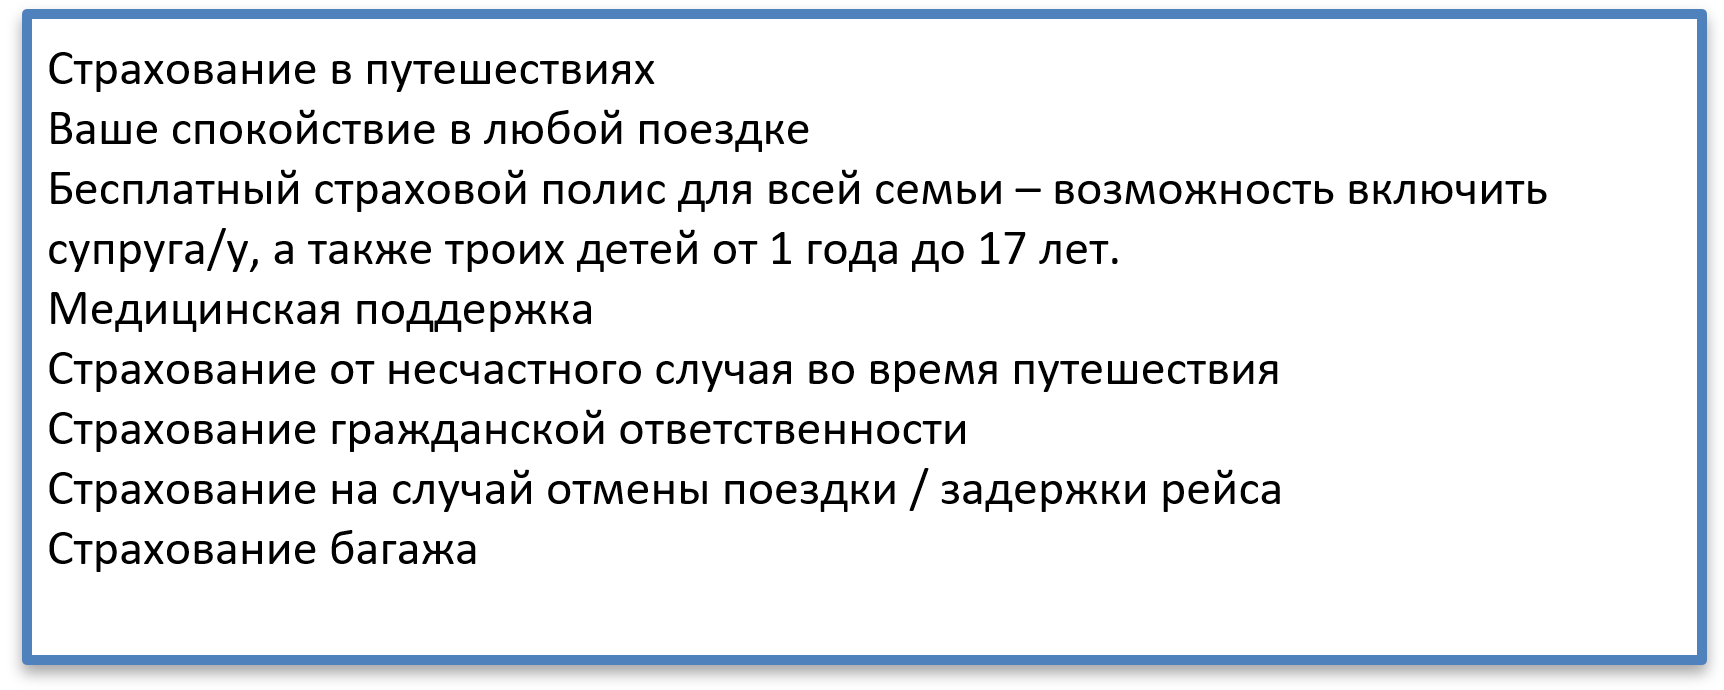 Страхование в путешествиях
Ваше спокойствие в любой поездке
Бесплатный страховой полис для всей семьи – возможность включить
супруга/у, а также троих детей от 1 года до 17 лет.
Медицинская поддержка
Страхование от несчастного случая во время путешествия
Страхование гражданской ответственности
Страхование на случай отмены поездки / задержки рейса
Страхование багажа